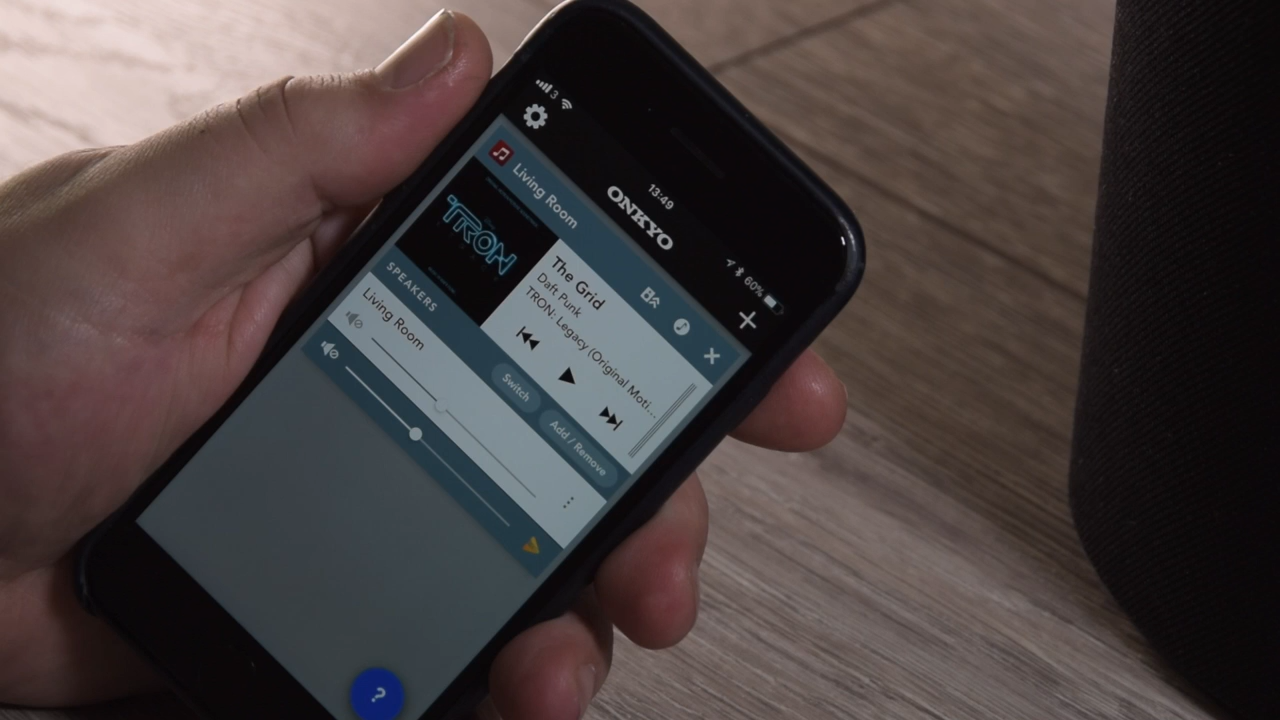 3
13:49
60%
ONKYO
Living Room
TRON
The Grid
Daft Punk
TRON: Legacy (Original Moti...
SPEAKERS
Switch
Add / Remove
Living Room
?